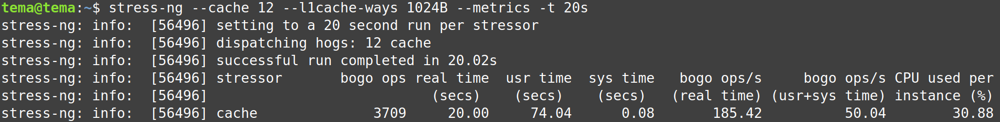 tema@tema:~$ stress-ng --cache 12 --l1cache-ways 1024B --metrics -t 20s
stress-ng: info:  [56496] setting to a 20 second run per stressor
stress-ng: info:  [56496] dispatching hogs: 12 cache
stress-ng: info:  [56496] successful run completed in 20.02s
stress-ng: info:  [56496] stressor       bogo ops real time  usr time  sys time   bogo ops/s     bogo ops/s CPU used per
stress-ng: info:  [56496]                           (secs)    (secs)    (secs)   (real time) (usr+sys time) instance (%)
stress-ng: info:  [56496] cache              3709     20.00     74.04      0.08       185.42          50.04        30.88